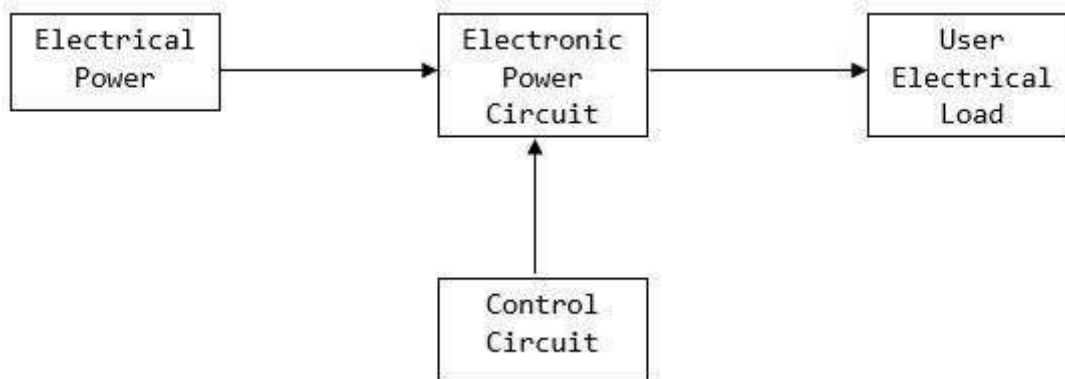 Electrical
Power
Electronic
Power
Circuit
User
Electrical
Load
Control
Circuit